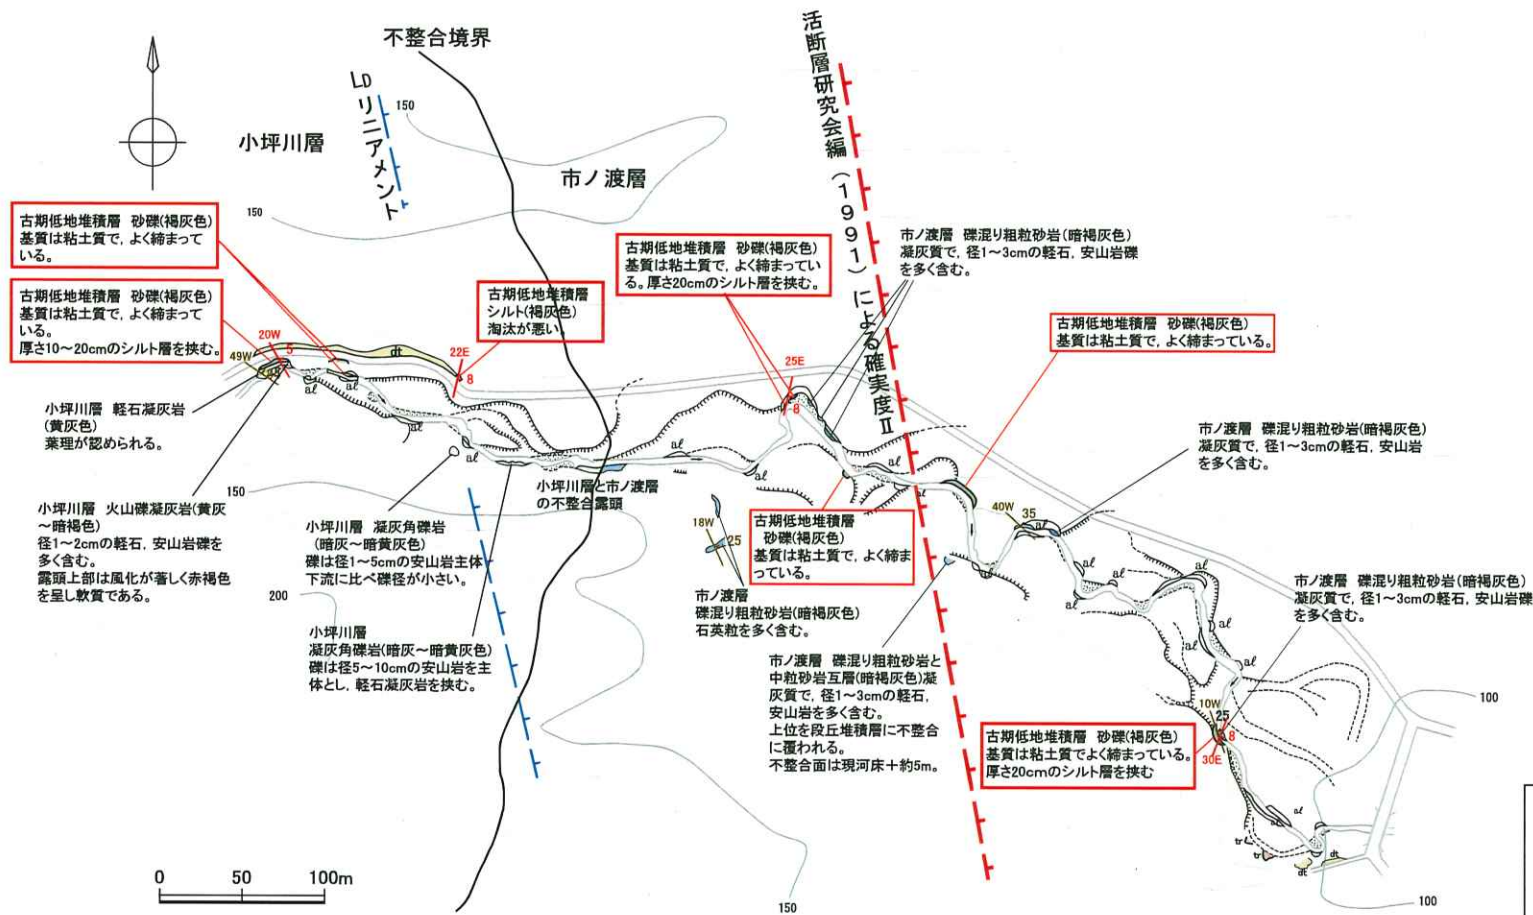 不整合境界
LDリニアメント
小坪川層
市ノ渡層
150
150
活断層研究会編(1991)による確実度Ⅱ
古期低地堆積層 砂礫(褐灰色)
基質は粘土質で，よく締まって
いる。
古期低地堆積層 砂礫(褐灰色)
基質は粘土質で，よく締まって
いる。
厚さ10～20cmのシルト層を挟む。
古期低地堆積層
シルト(褐灰色)
淘汰が悪い。
古期低地堆積層 砂礫(褐灰色)
基質は粘土質で，よく締まってい
る。厚さ20cmのシルト層を挟む。
市ノ渡層 礫混り粗粒砂岩(暗褐灰色)
凝灰質で，径1～3cmの軽石，安山岩礫
を多く含む。
古期低地堆積層 砂礫(褐灰色)
基質は粘土質で，よく締まっている。
20W
5
49W
dt
22E
8
25E
8
al
al
al
al
al
al
al
al
al
小坪川層 軽石凝灰岩
(黄灰色)
葉理が認められる。
市ノ渡層 礫混り粗粒砂岩(暗褐灰色)
凝灰質で，径1～3cmの軽石，安山岩
を多く含む。
150
小坪川層 火山礫凝灰岩(黄灰
～暗褐色)
径1～2cmの軽石，安山岩礫を
多く含む。
露頭上部は風化が著しく赤褐色
を呈し軟質である。
小坪川層 凝灰角礫岩
(暗灰～暗黄灰色)
礫は径1～5cmの安山岩主体
下流に比べ礫径が小さい。
小坪川層と市ノ渡層
の不整合露頭
200
小坪川層
凝灰角礫岩(暗灰～暗黄灰色)
礫は径5～10cmの安山岩を主
体とし，軽石凝灰岩を挟む。
18W
25
市ノ渡層
礫混り粗粒砂岩(暗褐灰色)
石英粒を多く含む。
古期低地堆積層
砂礫(褐灰色)
基質は粘土質で，よく締ま
っている。
40W
35
al
al
al
al
al
al
al
市ノ渡層 礫混り粗粒砂岩(暗褐灰色)
凝灰質で，径1～3cmの軽石，安山岩礫
を多く含む。
市ノ渡層 礫混り粗粒砂岩と
中粒砂岩互層(暗褐灰色)凝
灰質で，径1～3cmの軽石，
安山岩を多く含む。
上位を段丘堆積層に不整合
に覆われる。
不整合面は現河床＋約5m。
古期低地堆積層 砂礫(褐灰色)
基質は粘土質でよく締まっている。
厚さ20cmのシルト層を挟む
10W
25
8
30E
100
al
al
tr
tr
dt
dt
100
150
0 50 100m